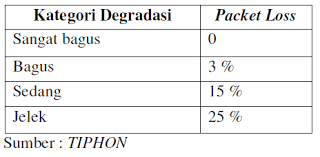 Kategori Degradasi Packet Loss
Sangat bagus 0
Bagus 3 %
Sedang 15 %
Jelek 25 %
Sumber : TIPHON